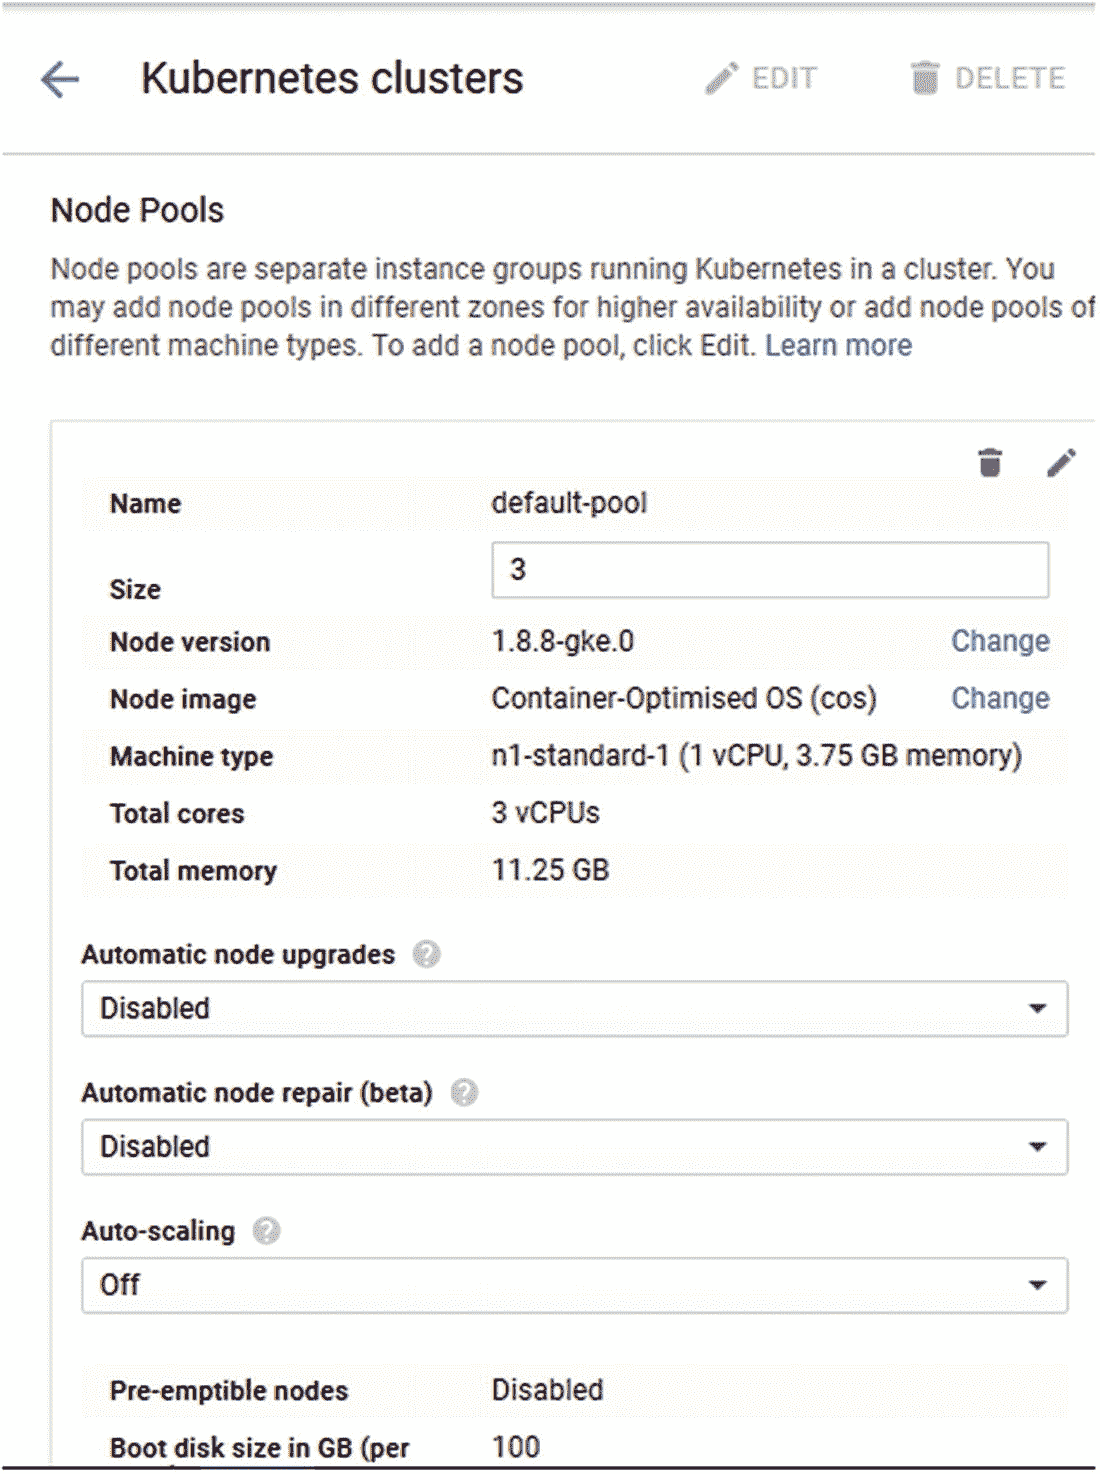 Kubernetes clusters EDIT DELETE
Node Pools
Node pools are separate instance groups running Kubernetes in a cluster. You
may add node pools in different zones for higher availability or add node pools of
different machine types. To add a node pool, click Edit. Learn more
Name default-pool
Size 3
Node version 1.8.8-gke.0 Change
Node image Container-Optimised OS (cos) Change
Machine type n1-standard-1 (1 vCPU, 3.75 GB memory)
Total cores 3 vCPUs
Total memory 11.25 GB
Automatic node upgrades ?
Disabled
Automatic node repair (beta) ?
Disabled
Auto-scaling ?
Off
Pre-emptible nodes Disabled
Boot disk size in GB (per 100